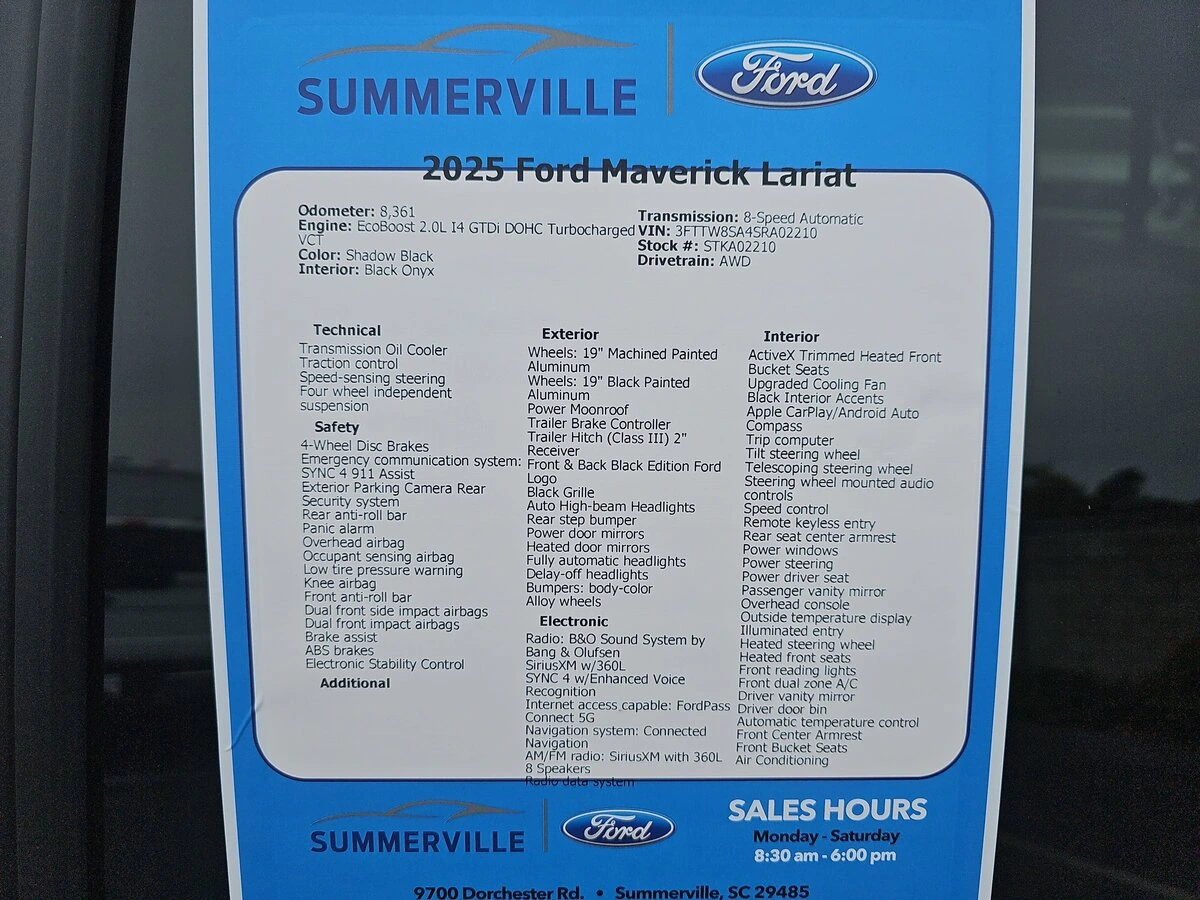 SUMMERVILLE
Ford
2025 Ford Maverick Lariat
Odometer: 8,361
Engine: EcoBoost 2.0L I4 GTDi DOHC Turbocharged
VCT
Color: Shadow Black
Interior: Black Onyx
Transmission: 8-Speed Automatic
VIN: 3FTTW8SA4SRA02210
Stock #: STKA02210
Drivetrain: AWD
Technical
Transmission Oil Cooler
Traction control
Speed-sensing steering
Four wheel independent
suspension
Safety
4-Wheel Disc Brakes
Emergency communication system:
SYNC 4 911 Assist
Exterior Parking Camera Rear
Security system
Rear anti-roll bar
Panic alarm
Overhead airbag
Occupant sensing airbag
Low tire pressure warning
Knee airbag
Front anti-roll bar
Dual front side impact airbags
Dual front impact airbags
Brake assist
ABS brakes
Electronic Stability Control
Additional
Exterior
Wheels: 19" Machined Painted
Aluminum
Wheels: 19" Black Painted
Aluminum
Power Moonroof
Trailer Brake Controller
Trailer Hitch (Class III) 2"
Receiver
Front & Back Black Edition Ford
Logo
Black Grille
Auto High-beam Headlights
Rear step bumper
Power door mirrors
Heated door mirrors
Fully automatic headlights
Delay-off headlights
Bumpers: body-color
Alloy wheels
Electronic
Radio: B&O Sound System by
Bang & Olufsen
SiriusXM w/360L
SYNC 4 w/Enhanced Voice
Recognition
Internet access capable: FordPass
Connect 5G
Navigation system: Connected
Navigation
AM/FM radio: SiriusXM with 360L
8 Speakers
Radio data system
Interior
ActiveX Trimmed Heated Front
Bucket Seats
Upgraded Cooling Fan
Black Interior Accents
Apple CarPlay/Android Auto
Compass
Trip computer
Tilt steering wheel
Telescoping steering wheel
Steering wheel mounted audio
controls
Speed control
Remote keyless entry
Rear seat center armrest
Power windows
Power steering
Power driver seat
Passenger vanity mirror
Overhead console
Outside temperature display
Illuminated entry
Heated steering wheel
Heated front seats
Front reading lights
Front dual zone A/C
Driver vanity mirror
Driver door bin
Automatic temperature control
Front Center Armrest
Front Bucket Seats
Air Conditioning
SUMMERVILLE
Ford
SALES HOURS
Monday - Saturday
8:30 am - 6:00 pm
9700 Dorchester Rd. • Summerville, SC 29485